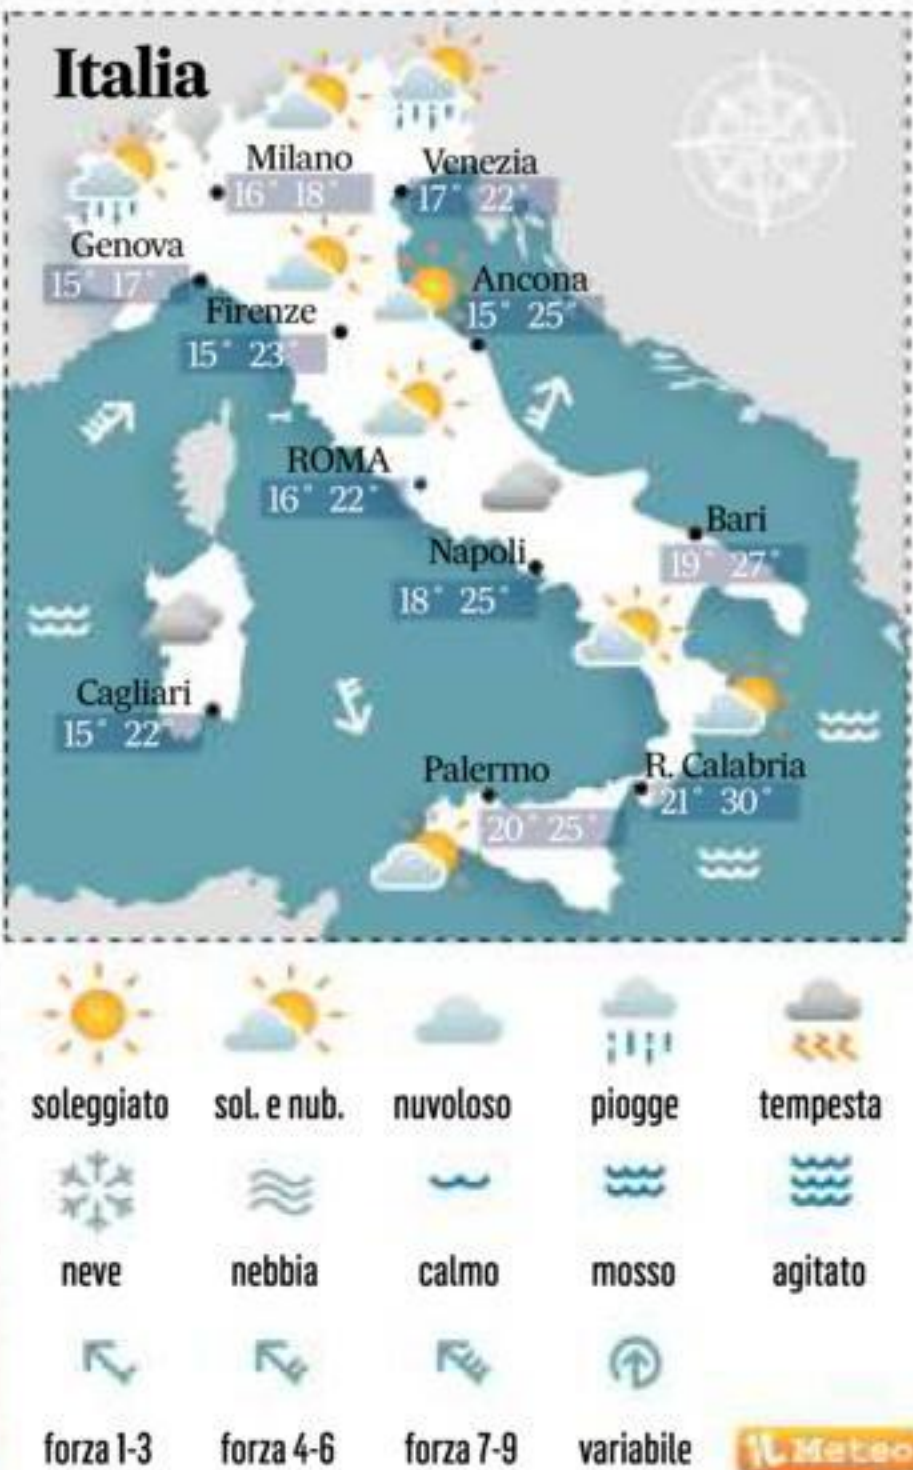 Italia
Milano
16° 18°
Venezia
17° 22°
Genova
15° 17°
Ancona
15° 25°
Firenze
15° 23°
ROMA
16° 22°
Bari
19° 27°
Napoli
18° 25°
Cagliari
15° 22°
Palermo
20° 25°
R. Calabria
21° 30°
soleggiato sol. e nub. nuvoloso piogge tempesta
neve nebbia calmo mosso agitato
forza 1-3 forza 4-6 forza 7-9 variabile
iL Meteo